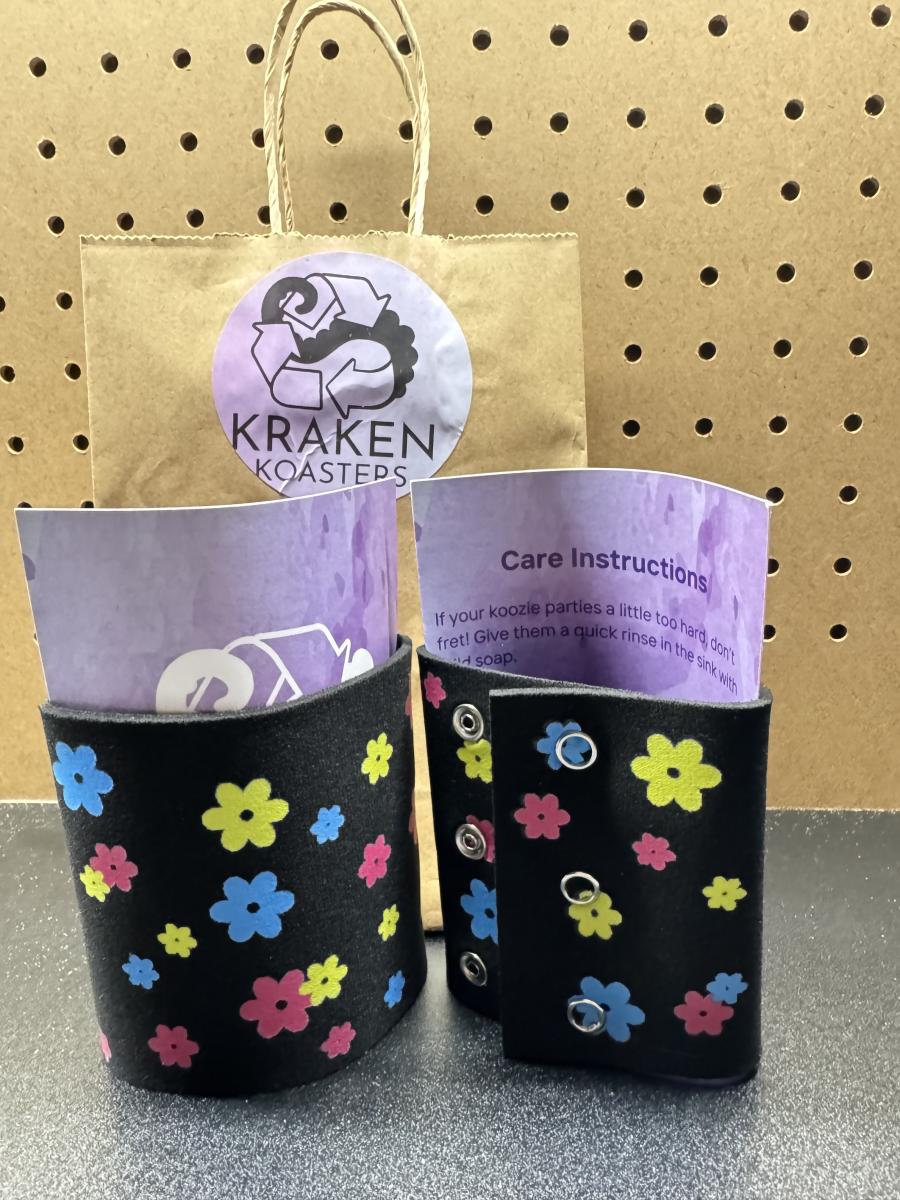 KRAKEN
KOASTERS
Care Instructions
If your koozie parties a little too hard, don't
fret! Give them a quick rinse in the sink with
soap.